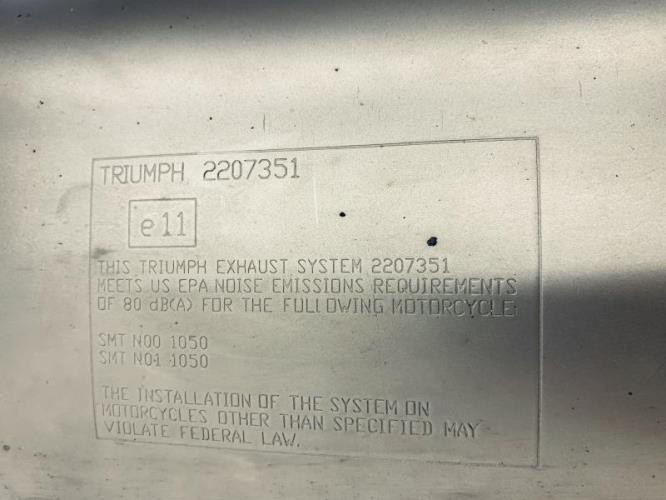 TRIUMPH 2207351
e11
THIS TRIUMPH EXHAUST SYSTEM 2207351
MEETS US EPA NOISE EMISSIONS REQUIREMENTS
OF 80 dB(A) FOR THE FOLLOWING MOTORCYCLE:
SMT N00 1050
SMT N01 1050
THE INSTALLATION OF THE SYSTEM ON
MOTORCYCLES OTHER THAN SPECIFIED MAY
VIOLATE FEDERAL LAW.